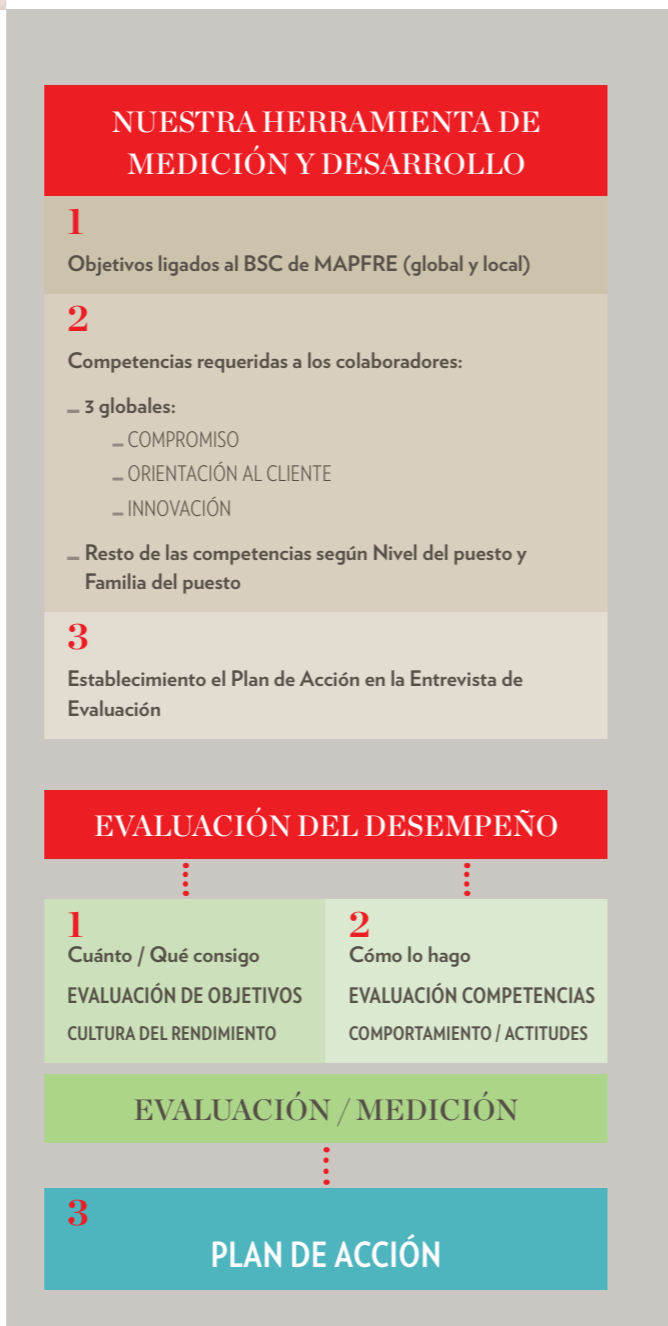 NUESTRA HERRAMIENTA DE
MEDICIÓN Y DESARROLLO
1
Objetivos ligados al BSC de MAPFRE (global y local)
2
Competencias requeridas a los colaboradores:
– 3 globales:
– COMPROMISO
– ORIENTACIÓN AL CLIENTE
– INNOVACIÓN
– Resto de las competencias según Nivel del puesto y
Familia del puesto
3
Establecimiento el Plan de Acción en la Entrevista de
Evaluación
EVALUACIÓN DEL DESEMPEÑO
1
Cuánto / Qué consigo
EVALUACIÓN DE OBJETIVOS
CULTURA DEL RENDIMIENTO
2
Cómo lo hago
EVALUACIÓN COMPETENCIAS
COMPORTAMIENTO / ACTITUDES
EVALUACIÓN / MEDICIÓN
3
PLAN DE ACCIÓN